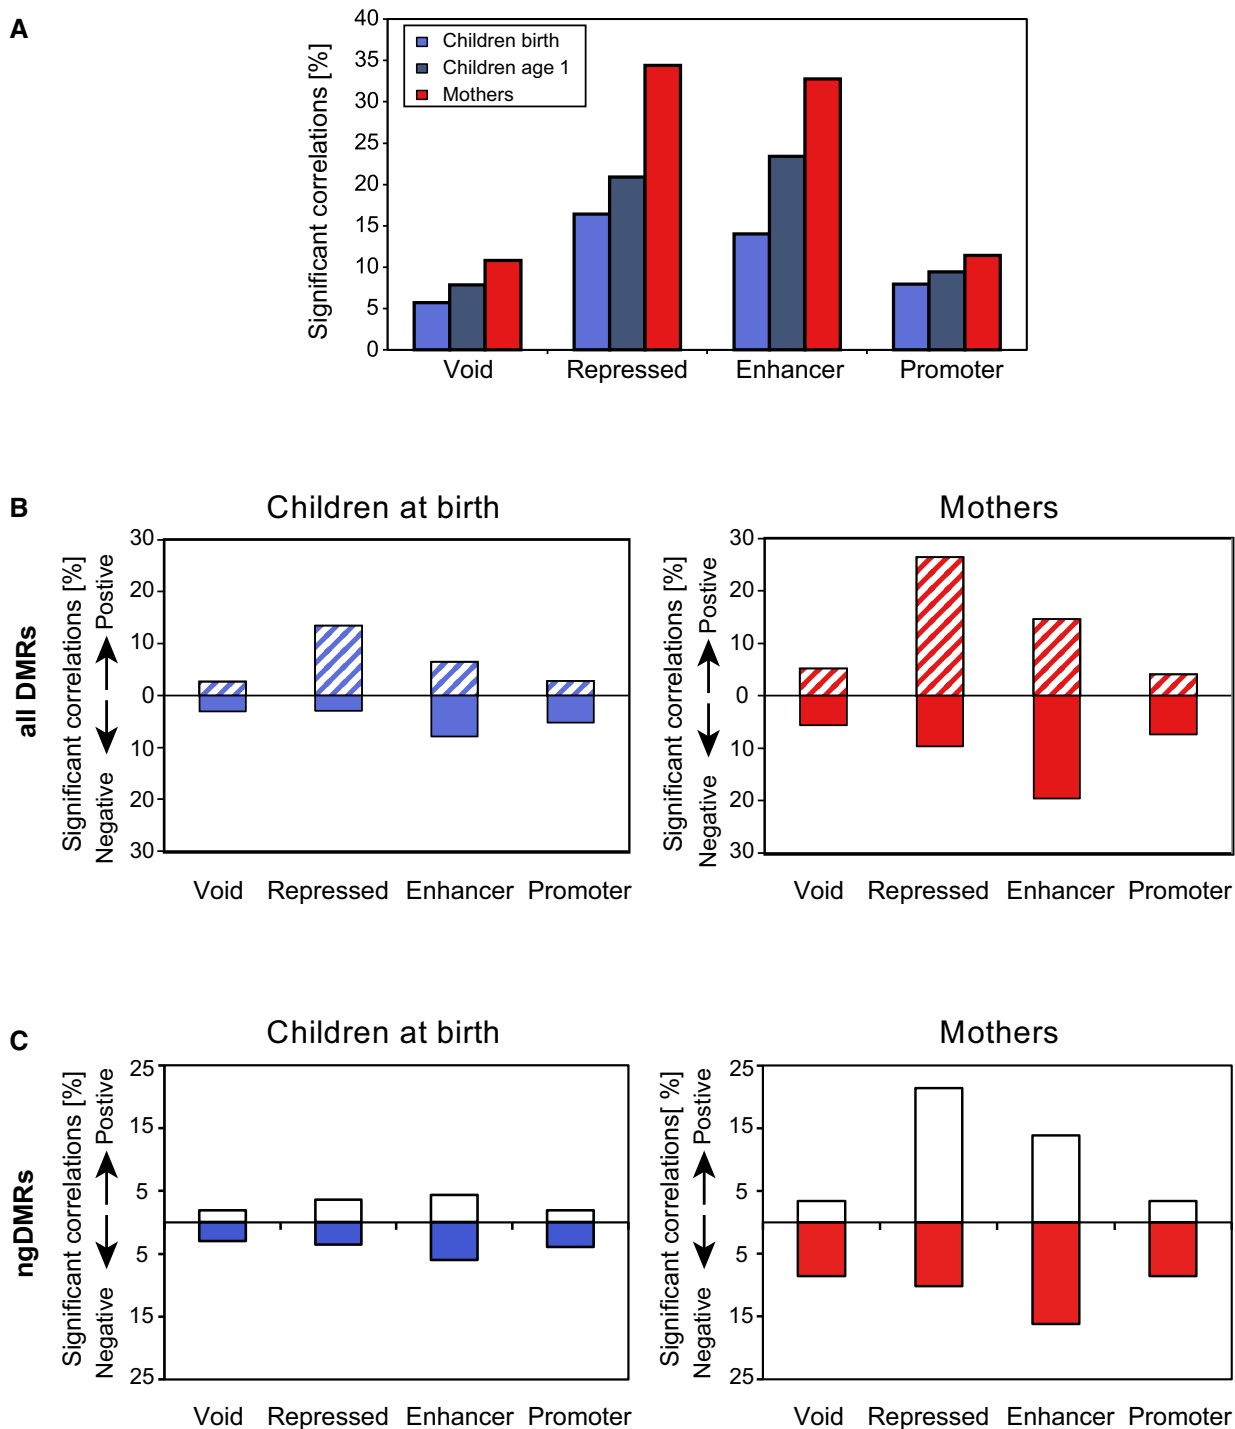 A
Significant correlations [%]
40
35
30
25
20
15
10
5
0
Children birth
Children age 1
Mothers
Void Repressed Enhancer Promoter
B
all DMRs
Children at birth
Significant correlations [%]
Negative Postive
30
20
10
0
10
20
30
Void Repressed Enhancer Promoter
Mothers
Significant correlations [%]
Negative Postive
30
20
10
0
10
20
30
Void Repressed Enhancer Promoter
C
ngDMRs
Children at birth
Significant correlations [%]
Negative Postive
25
15
5
5
15
25
Void Repressed Enhancer Promoter
Mothers
Significant correlations[ %]
Negative Postive
25
15
5
5
15
25
Void Repressed Enhancer Promoter